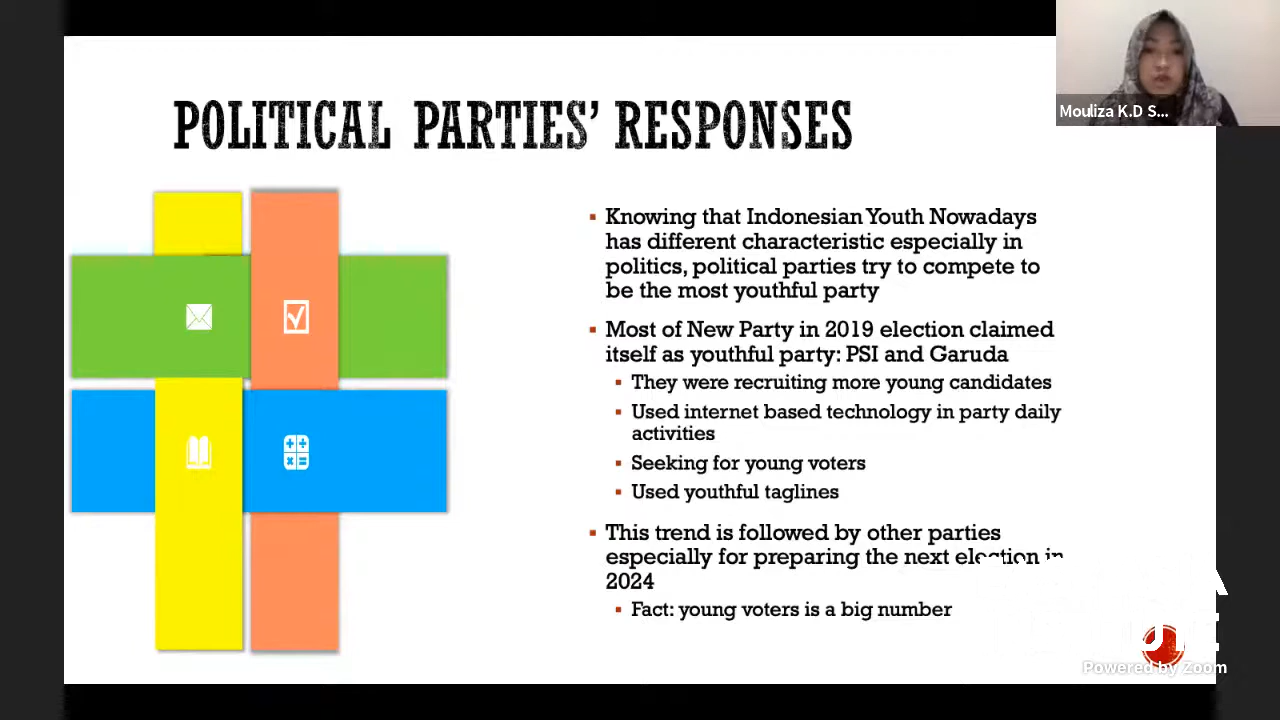 POLITICAL PARTIES' RESPONSES
Mouliza K.D S...
Knowing that Indonesian Youth Nowadays
has different characteristic especially in
politics, political parties try to compete to
be the most youthful party
Most of New Party in 2019 election claimed
itself as youthful party: PSI and Garuda
They were recruiting more young candidates
Used internet based technology in party daily
activities
Seeking for young voters
Used youthful taglines
This trend is followed by other parties
especially for preparing the next election in
2024
Fact: young voters is a big number
Powered by Zoom